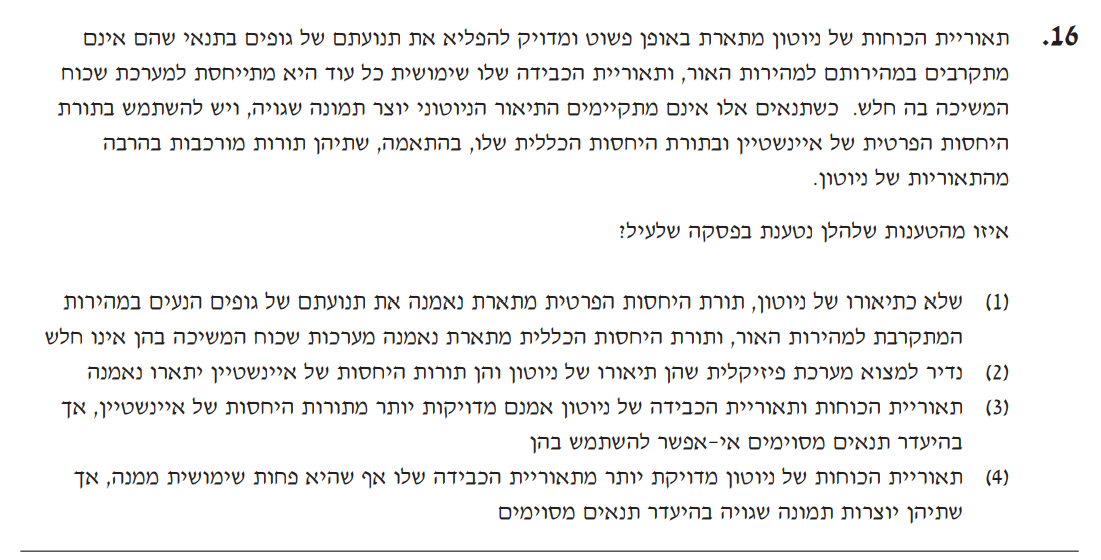 16. תאוריית הכוחות של ניוטון מתארת באופן פשוט ומדויק להפליא את תנועתם של גופים בתנאי שהם אינם
מתקרבים במהירותם למהירות האור, ותאוריית הכבידה שלו שימושית כל עוד היא מתייחסת למערכת שכוח
המשיכה בה חלש. כשתנאים אלו אינם מתקיימים התיאור הניוטוני יוצר תמונה שגויה, ויש להשתמש בתורת
היחסות הפרטית של איינשטיין ובתורת היחסות הכללית שלו, בהתאמה, שתיהן תורות מורכבות בהרבה
מהתאוריות של ניוטון.
איזו מהטענות שלהלן נטענת בפסקה שלעיל?
(1) שלא כתיאורו של ניוטון, תורת היחסות הפרטית מתארת נאמנה את תנועתם של גופים הנעים במהירות
המתקרבת למהירות האור, ותורת היחסות הכללית מתארת נאמנה מערכות שכוח המשיכה בהן אינו חלש
(2) נדיר למצוא מערכת פיזיקלית שהן תיאורו של ניוטון והן תורות היחסות של איינשטיין יתארו נאמנה
(3) תאוריית הכוחות ותאוריית הכבידה של ניוטון אמנם מדויקות יותר מתורות היחסות של איינשטיין, אך
בהיעדר תנאים מסוימים אי-אפשר להשתמש בהן
(4) תאוריית הכוחות של ניוטון מדויקת יותר מתאוריית הכבידה שלו אף שהיא פחות שימושית ממנה, אך
שתיהן יוצרות תמונה שגויה בהיעדר תנאים מסוימים